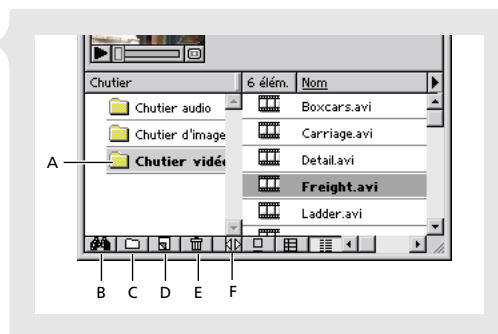 Chutier
6 élém. Nom
Chutier audio
Boxcars.avi
Chutier d'image
Carriage.avi
A
Chutier vidé
Detail.avi
Freight.avi
Ladder.avi
B C D E F